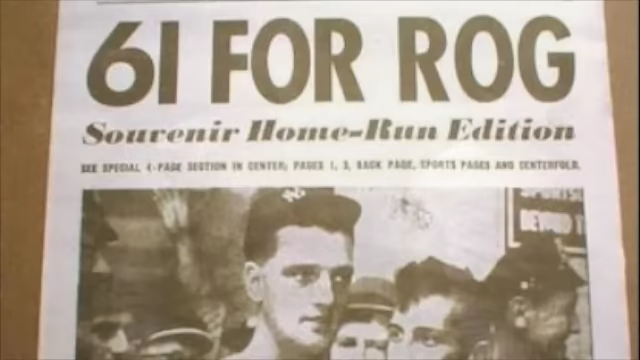 61 FOR ROG
Souvenir Home-Run Edition
SEE SPECIAL 4-PAGE SECTION IN CENTER; PAGES 1, 3, BACK PAGE, SPORTS PAGES AND CENTERFOLD.
NY